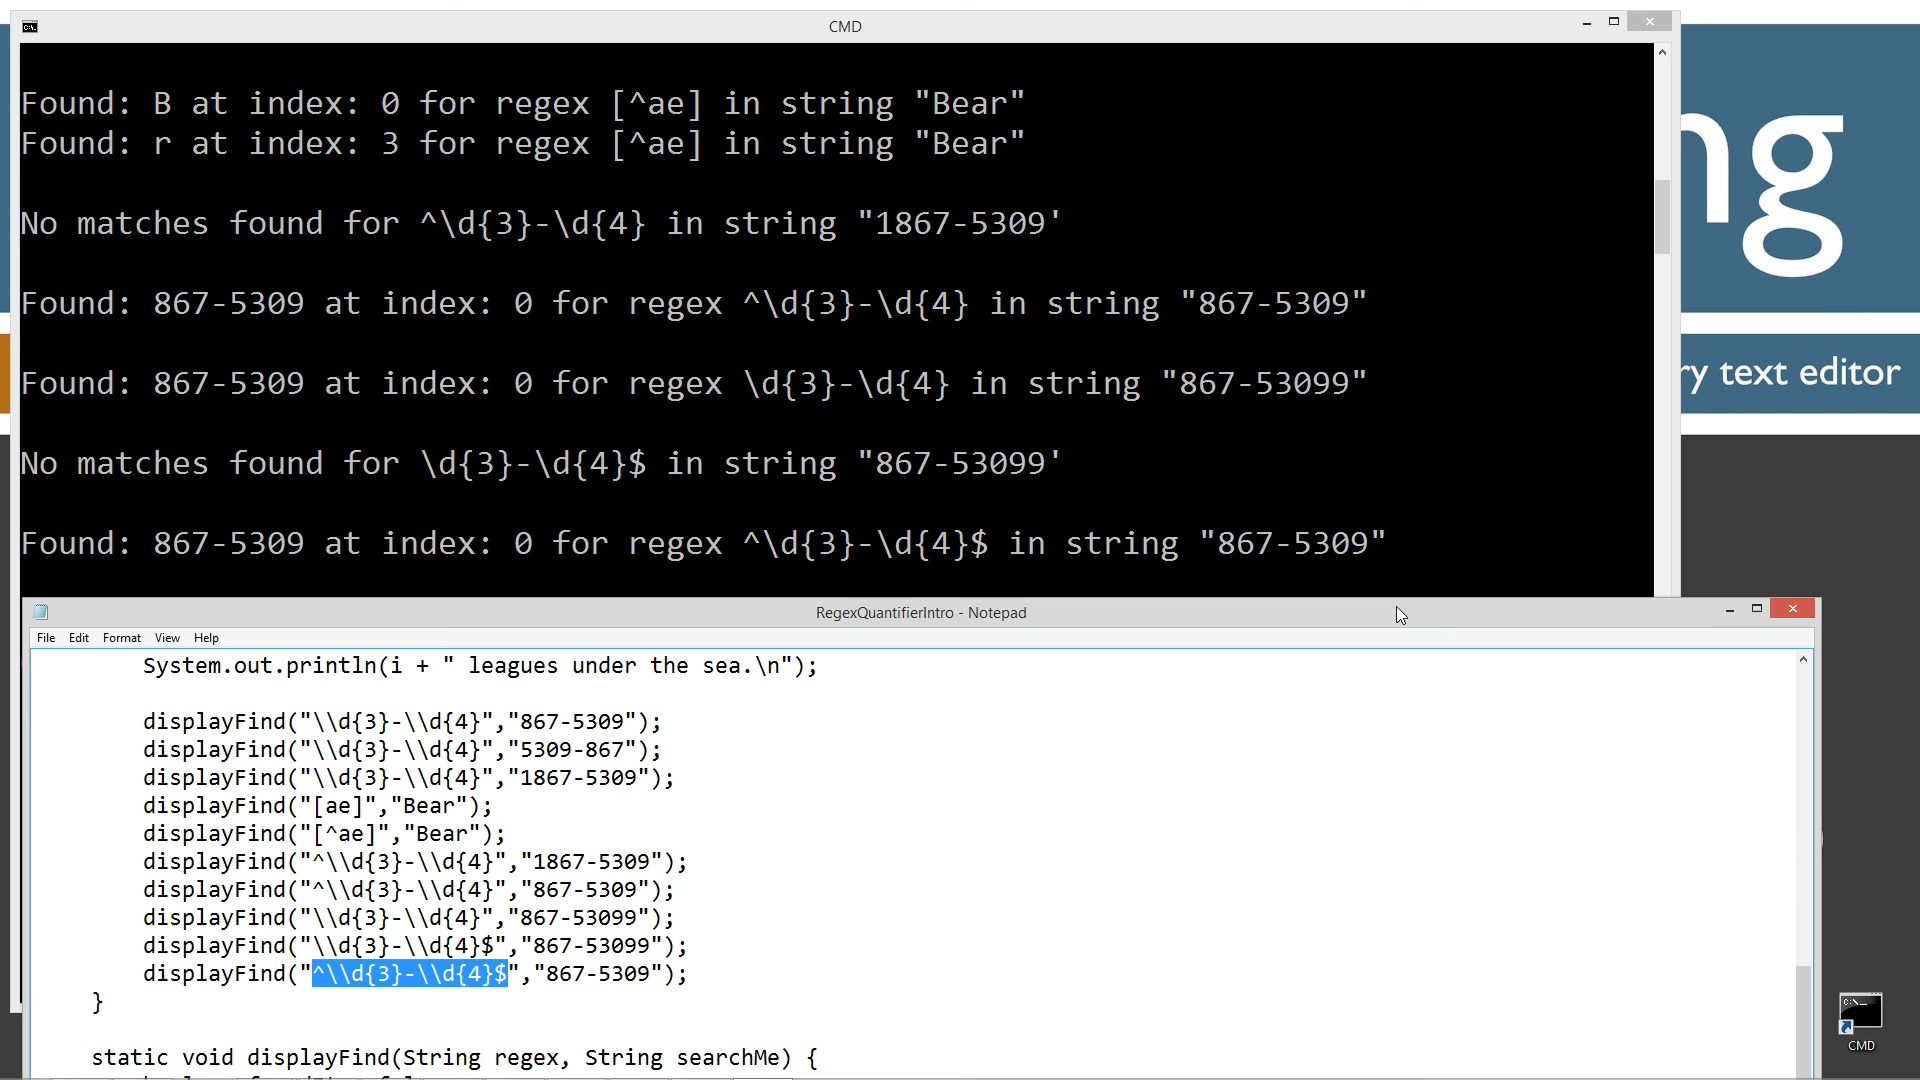 CMD
Found: B at index: 0 for regex [^ae] in string "Bear"
Found: r at index: 3 for regex [^ae] in string "Bear"
No matches found for ^\d{3}-\d{4} in string "1867-5309'
Found: 867-5309 at index: 0 for regex ^\d{3}-\d{4} in string "867-5309"
Found: 867-5309 at index: 0 for regex \d{3}-\d{4} in string "867-53099"
No matches found for \d{3}-\d{4}$ in string "867-53099'
Found: 867-5309 at index: 0 for regex ^\d{3}-\d{4}$ in string "867-5309"
ng
ry text editor
RegexQuantifierIntro - Notepad
File Edit Format View Help
System.out.println(i + " leagues under the sea.\n");
displayFind("\\d{3}-\\d{4}","867-5309");
displayFind("\\d{3}-\\d{4}","5309-867");
displayFind("\\d{3}-\\d{4}","1867-5309");
displayFind("[ae]","Bear");
displayFind("[^ae]","Bear");
displayFind("^\\d{3}-\\d{4}","1867-5309");
displayFind("^\\d{3}-\\d{4}","867-5309");
displayFind("\\d{3}-\\d{4}","867-53099");
displayFind("\\d{3}-\\d{4}$","867-53099");
displayFind("^\\d{3}-\\d{4}$","867-5309");
}
static void displayFind(String regex, String searchMe) {
C:\_
CMD